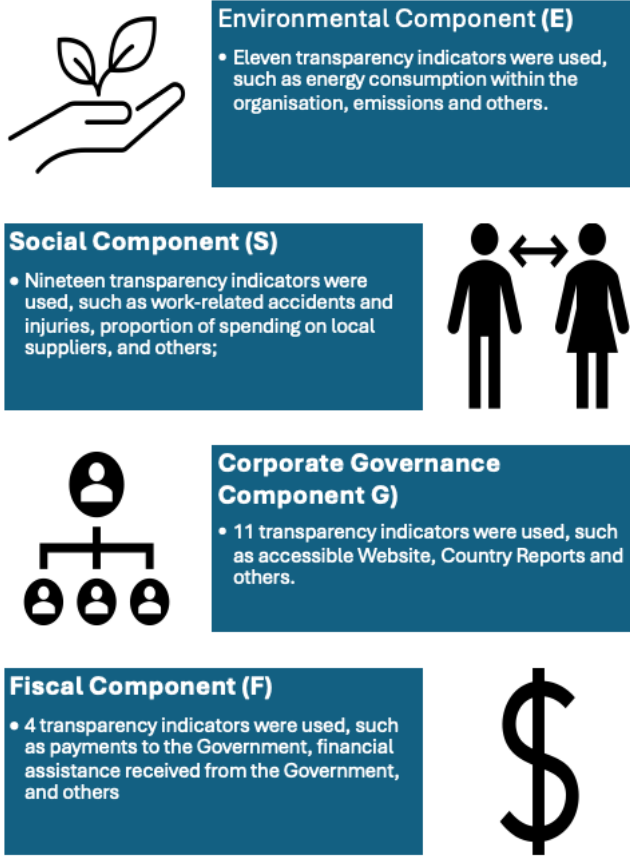 Environmental Component (E)
• Eleven transparency indicators were used,
such as energy consumption within the
organisation, emissions and others.
Social Component (S)
• Nineteen transparency indicators were
used, such as work-related accidents and
injuries, proportion of spending on local
suppliers, and others;
Corporate Governance
Component G)
• 11 transparency indicators were used, such
as accessible Website, Country Reports and
others.
Fiscal Component (F)
• 4 transparency indicators were used, such
as payments to the Government, financial
assistance received from the Government,
and others